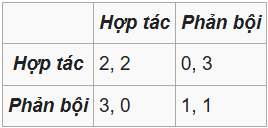 Hợp tác Phản bội
Hợp tác 2, 2 0, 3
Phản bội 3, 0 1, 1